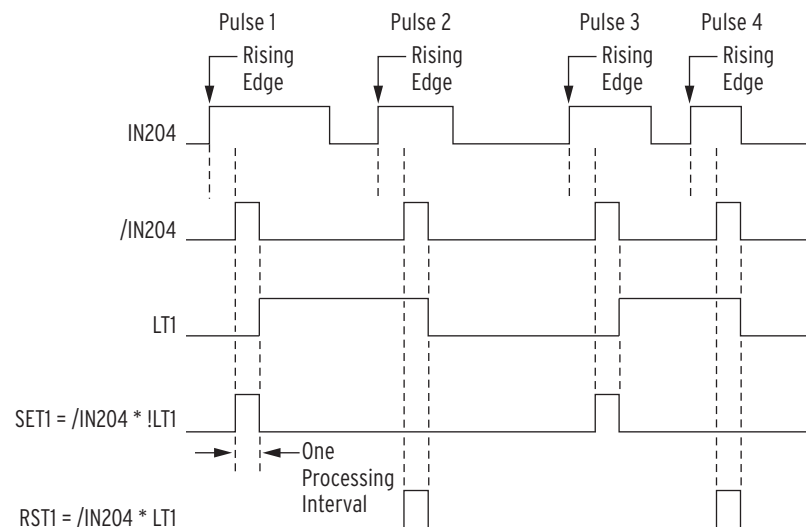 Pulse 1
Pulse 2
Pulse 3
Pulse 4
Rising
Edge
Rising
Edge
Rising
Edge
Rising
Edge
IN204
/IN204
LT1
SET1 = /IN204 * !LT1
One
Processing
Interval
RST1 = /IN204 * LT1